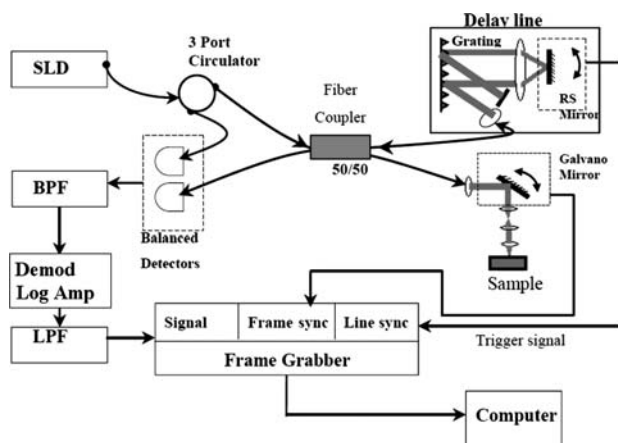 Delay line
3 Port
Circulator
Grating
SLD
RS
Mirror
Fiber
Coupler
50/50
Galvano
Mirror
BPF
Balanced
Detectors
Sample
Demod
Log Amp
Signal
Frame sync
Line sync
LPF
Trigger signal
Frame Grabber
Computer